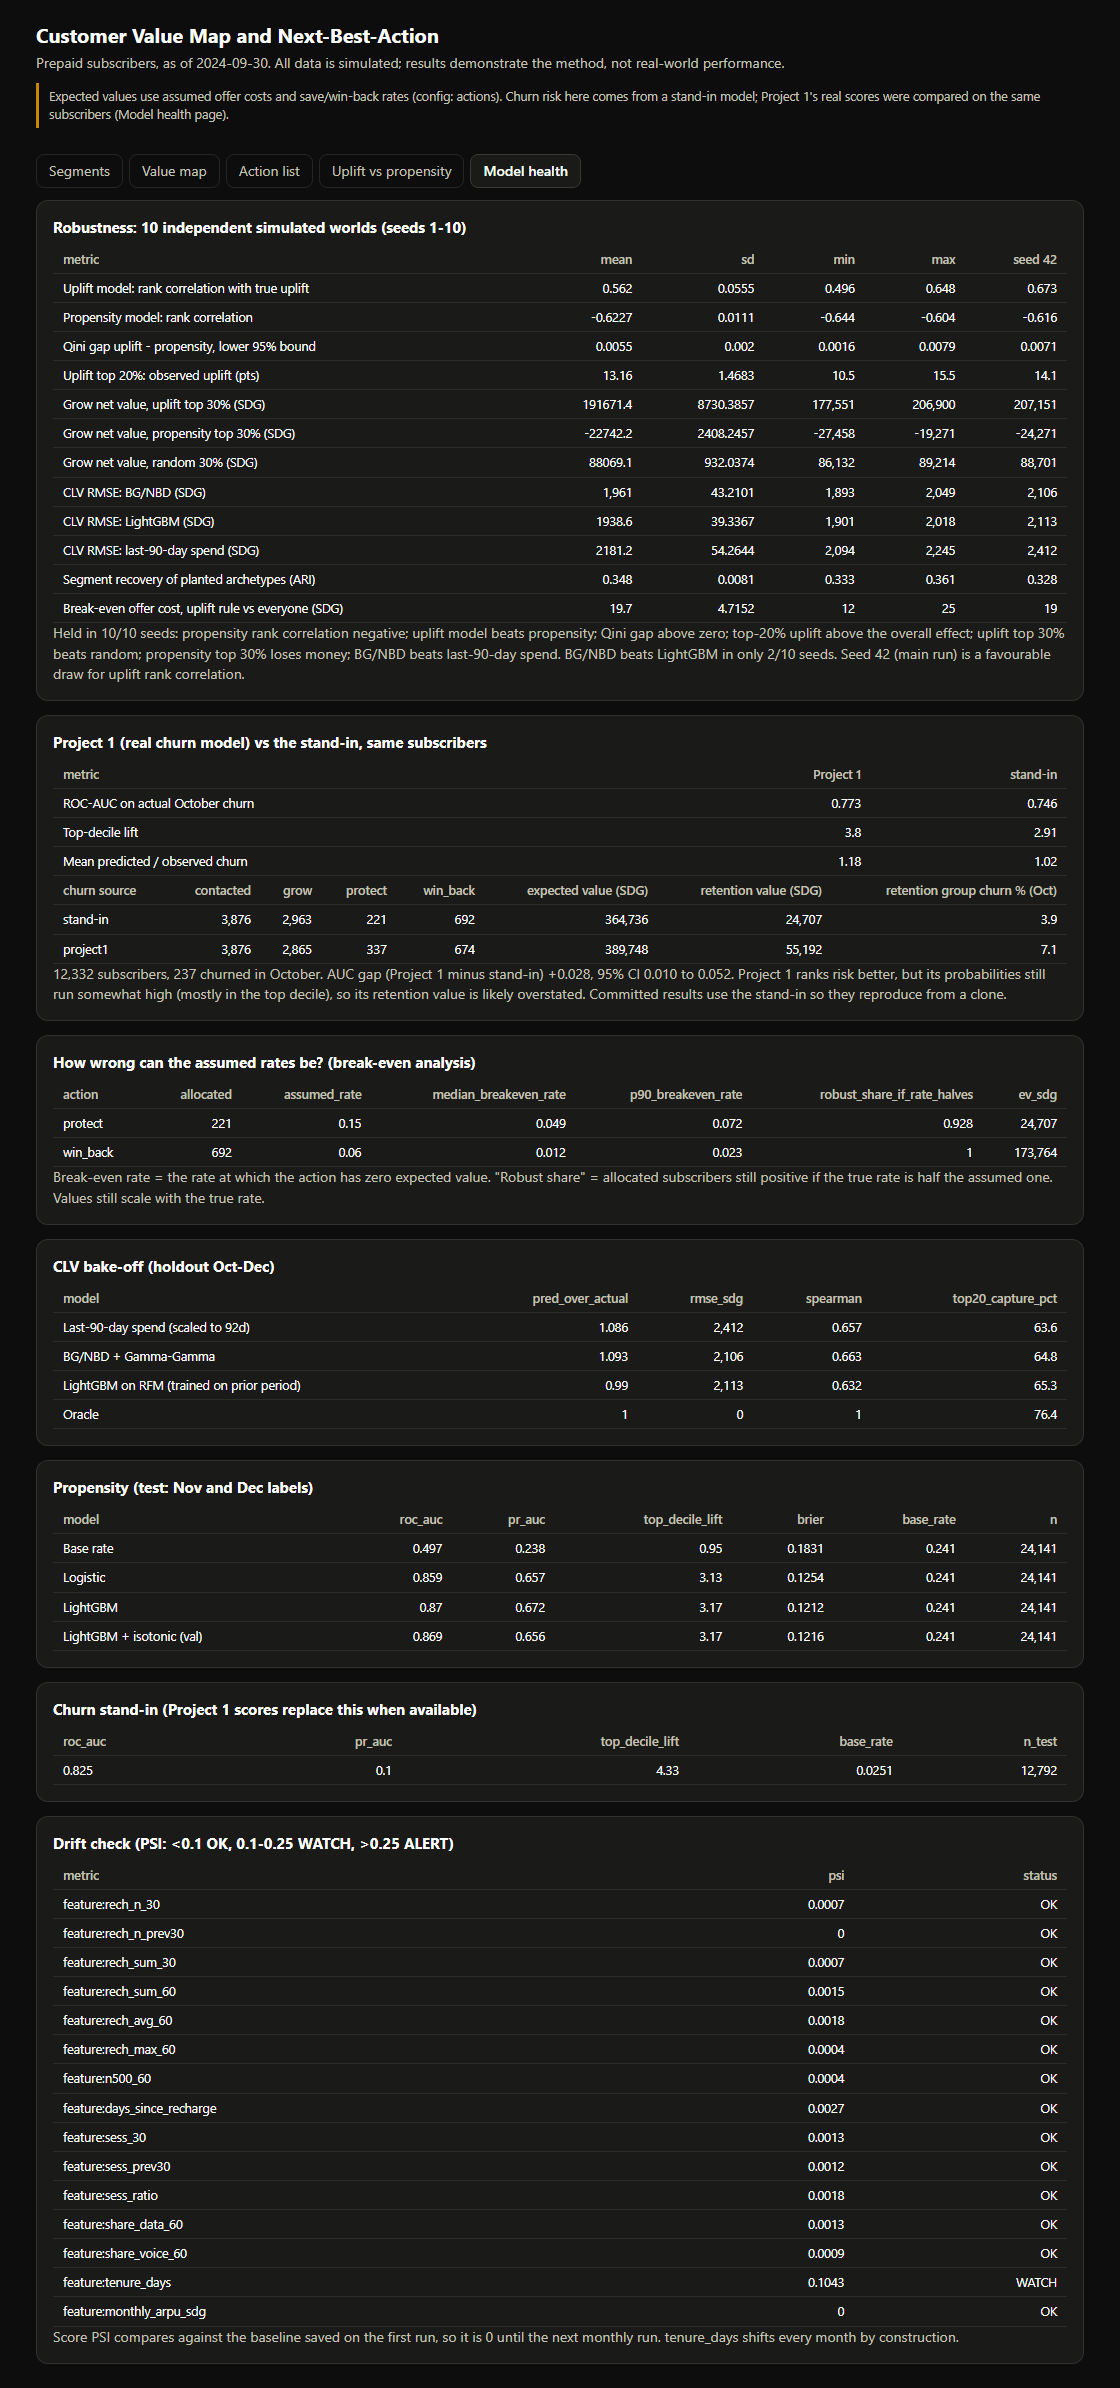 Customer Value Map and Next-Best-Action
Prepaid subscribers, as of 2024-09-30. All data is simulated; results demonstrate the method, not real-world performance.
Expected values use assumed offer costs and save/win-back rates (config: actions). Churn risk here comes from a stand-in model; Project 1's real scores were compared on the same
subscribers (Model health page).
Segments Value map Action list Uplift vs propensity Model health
Robustness: 10 independent simulated worlds (seeds 1-10)
metric mean sd min max seed 42
Uplift model: rank correlation with true uplift 0.562 0.0555 0.496 0.648 0.673
Propensity model: rank correlation -0.6227 0.0111 -0.644 -0.604 -0.616
Qini gap uplift - propensity, lower 95% bound 0.0055 0.002 0.0016 0.0079 0.0071
Uplift top 20%: observed uplift (pts) 13.16 1.4683 10.5 15.5 14.1
Grow net value, uplift top 30% (SDG) 191671.4 8730.3857 177,551 206,900 207,151
Grow net value, propensity top 30% (SDG) -22742.2 2408.2457 -27,458 -19,271 -24,271
Grow net value, random 30% (SDG) 88069.1 932.0374 86,132 89,214 88,701
CLV RMSE: BG/NBD (SDG) 1,961 43.2101 1,893 2,049 2,106
CLV RMSE: LightGBM (SDG) 1938.6 39.3367 1,901 2,018 2,113
CLV RMSE: last-90-day spend (SDG) 2181.2 54.2644 2,094 2,245 2,412
Segment recovery of planted archetypes (ARI) 0.348 0.0081 0.333 0.361 0.328
Break-even offer cost, uplift rule vs everyone (SDG) 19.7 4.7152 12 25 19
Held in 10/10 seeds: propensity rank correlation negative; uplift model beats propensity; Qini gap above zero; top-20% uplift above the overall effect; uplift top 30%
beats random; propensity top 30% loses money; BG/NBD beats last-90-day spend. BG/NBD beats LightGBM in only 2/10 seeds. Seed 42 (main run) is a favourable
draw for uplift rank correlation.
Project 1 (real churn model) vs the stand-in, same subscribers
metric Project 1 stand-in
ROC-AUC on actual October churn 0.773 0.746
Top-decile lift 3.8 2.91
Mean predicted / observed churn 1.18 1.02
churn source contacted grow protect win_back expected value (SDG) retention value (SDG) retention group churn % (Oct)
stand-in 3,876 2,963 221 692 364,736 24,707 3.9
project1 3,876 2,865 337 674 389,748 55,192 7.1
12,332 subscribers, 237 churned in October. AUC gap (Project 1 minus stand-in) +0.028, 95% CI 0.010 to 0.052. Project 1 ranks risk better, but its probabilities still
run somewhat high (mostly in the top decile), so its retention value is likely overstated. Committed results use the stand-in so they reproduce from a clone.
How wrong can the assumed rates be? (break-even analysis)
action allocated assumed_rate median_breakeven_rate p90_breakeven_rate robust_share_if_rate_halves ev_sdg
protect 221 0.15 0.049 0.072 0.928 24,707
win_back 692 0.06 0.012 0.023 1 173,764
Break-even rate = the rate at which the action has zero expected value. "Robust share" = allocated subscribers still positive if the true rate is half the assumed one.
Values still scale with the true rate.
CLV bake-off (holdout Oct-Dec)
model pred_over_actual rmse_sdg spearman top20_capture_pct
Last-90-day spend (scaled to 92d) 1.086 2,412 0.657 63.6
BG/NBD + Gamma-Gamma 1.093 2,106 0.663 64.8
LightGBM on RFM (trained on prior period) 0.99 2,113 0.632 65.3
Oracle 1 0 1 76.4
Propensity (test: Nov and Dec labels)
model roc_auc pr_auc top_decile_lift brier base_rate n
Base rate 0.497 0.238 0.95 0.1831 0.241 24,141
Logistic 0.859 0.657 3.13 0.1254 0.241 24,141
LightGBM 0.87 0.672 3.17 0.1212 0.241 24,141
LightGBM + isotonic (val) 0.869 0.656 3.17 0.1216 0.241 24,141
Churn stand-in (Project 1 scores replace this when available)
roc_auc pr_auc top_decile_lift base_rate n_test
0.825 0.1 4.33 0.0251 12,792
Drift check (PSI: <0.1 OK, 0.1-0.25 WATCH, >0.25 ALERT)
metric psi status
feature:rech_n_30 0.0007 OK
feature:rech_n_prev30 0 OK
feature:rech_sum_30 0.0007 OK
feature:rech_sum_60 0.0015 OK
feature:rech_avg_60 0.0018 OK
feature:rech_max_60 0.0004 OK
feature:n500_60 0.0004 OK
feature:days_since_recharge 0.0027 OK
feature:sess_30 0.0013 OK
feature:sess_prev30 0.0012 OK
feature:sess_ratio 0.0018 OK
feature:share_data_60 0.0013 OK
feature:share_voice_60 0.0009 OK
feature:tenure_days 0.1043 WATCH
feature:monthly_arpu_sdg 0 OK
Score PSI compares against the baseline saved on the first run, so it is 0 until the next monthly run. tenure_days shifts every month by construction.